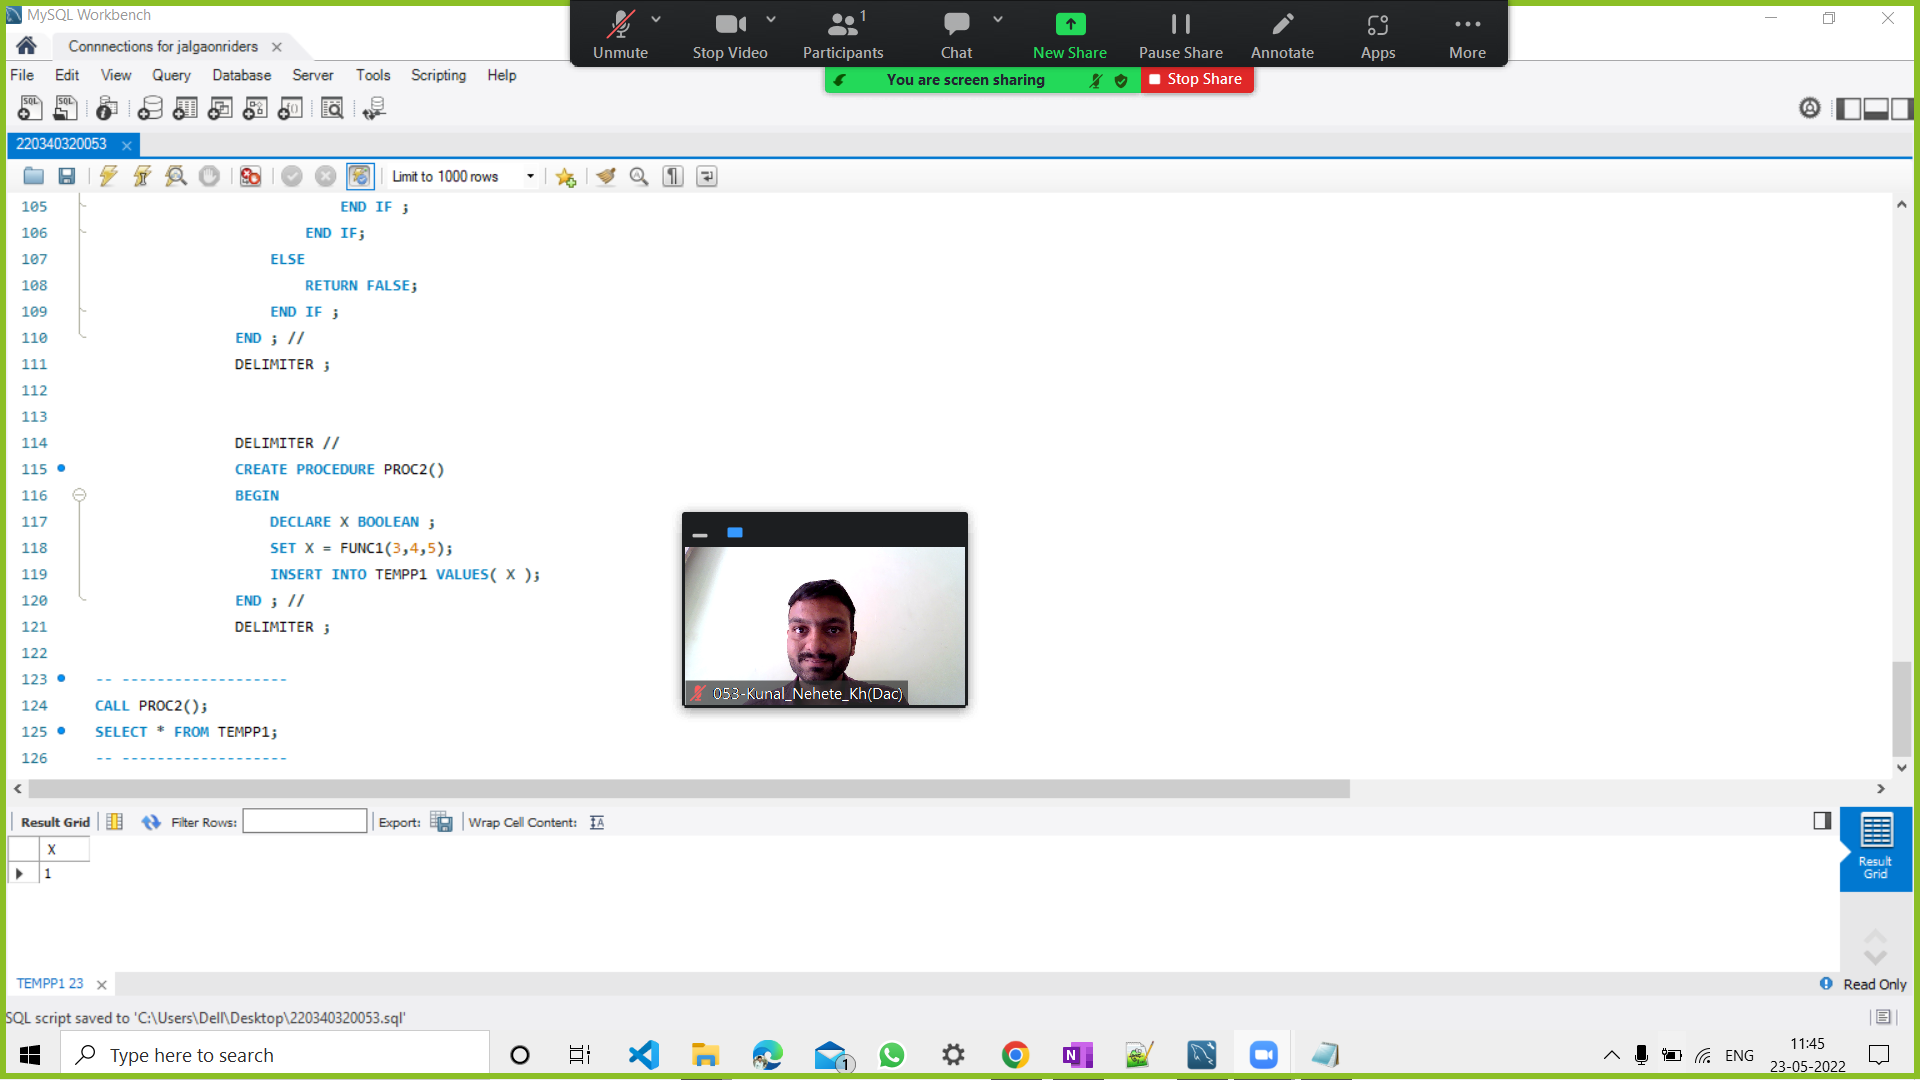 MySQL Workbench
Connnections for jalgaonriders
Unmute
Stop Video
1
Participants
Chat
New Share
Pause Share
Annotate
Apps
More
You are screen sharing
Stop Share
File Edit View Query Database Server Tools Scripting Help
220340320053
Limit to 1000 rows
105 END IF ;
106 END IF;
107 ELSE
108 RETURN FALSE;
109 END IF ;
110 END ; //
111 DELIMITER ;
112
113
114 DELIMITER //
115 CREATE PROCEDURE PROC2()
116 BEGIN
117 DECLARE X BOOLEAN ;
118 SET X = FUNC1(3,4,5);
119 INSERT INTO TEMPP1 VALUES( X );
120 END ; //
121 DELIMITER ;
122
123 -- -------------------
124 CALL PROC2();
125 SELECT * FROM TEMPP1;
126 -- -------------------
053-Kunal_Nehete_Kh(Dac)
Result Grid Filter Rows: Export: Wrap Cell Content:
X
1
Result
Grid
TEMPP1 23
Read Only
SQL script saved to 'C:\Users\Dell\Desktop\220340320053.sql'
Type here to search
1
ENG
11:45
23-05-2022